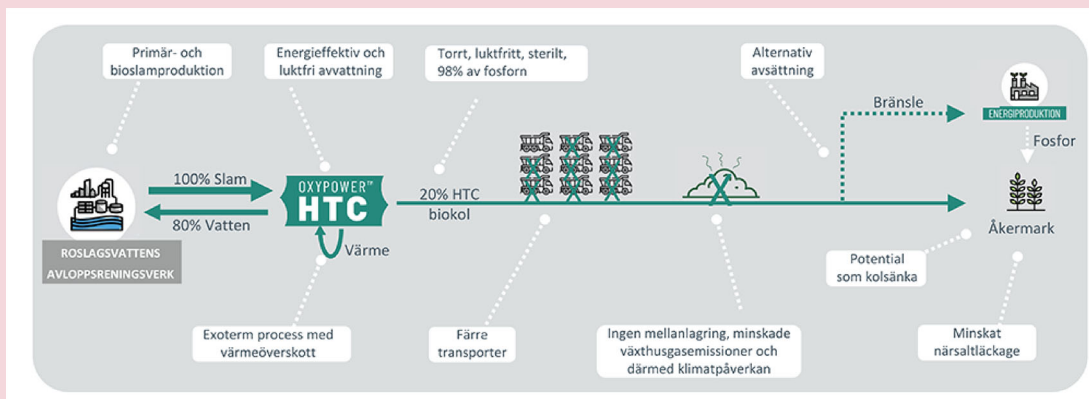 Primär- och
bioslamproduktion
Energieffektiv och
luktfri avvattning
Torrt, luktfritt, sterilt,
98% av fosforn
Alternativ
avsättning
Bränsle
ENERGIPRODUKTION
Fosfor
100% Slam
80% Vatten
OXYPOWER™
HTC
20% HTC
biokol
Värme
Åkermark
ROSLAGSVATTENS
AVLOPPSRENINGSVERK
Potential
som kolsänka
Exoterm process med
värmeöverskott
Färre
transporter
Ingen mellanlagring, minskade
växthusgasemissioner och
därmed klimatpåverkan
Minskat
närsaltläckage